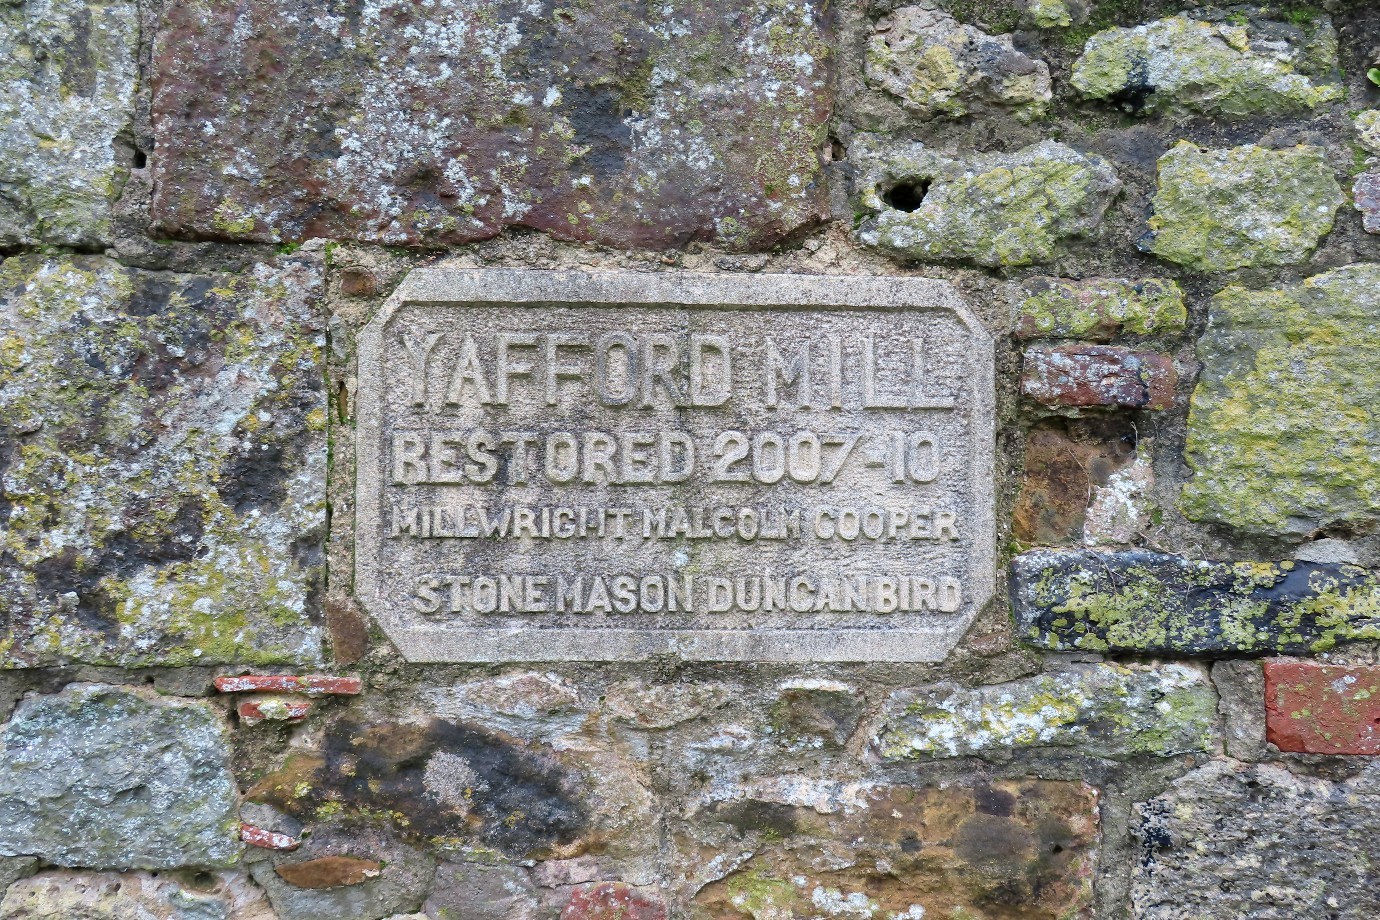 YAFFORD MILL
RESTORED 2007-10
MILLWRIGHT MALCOLM COOPER
STONE MASON DUNCAN BIRD